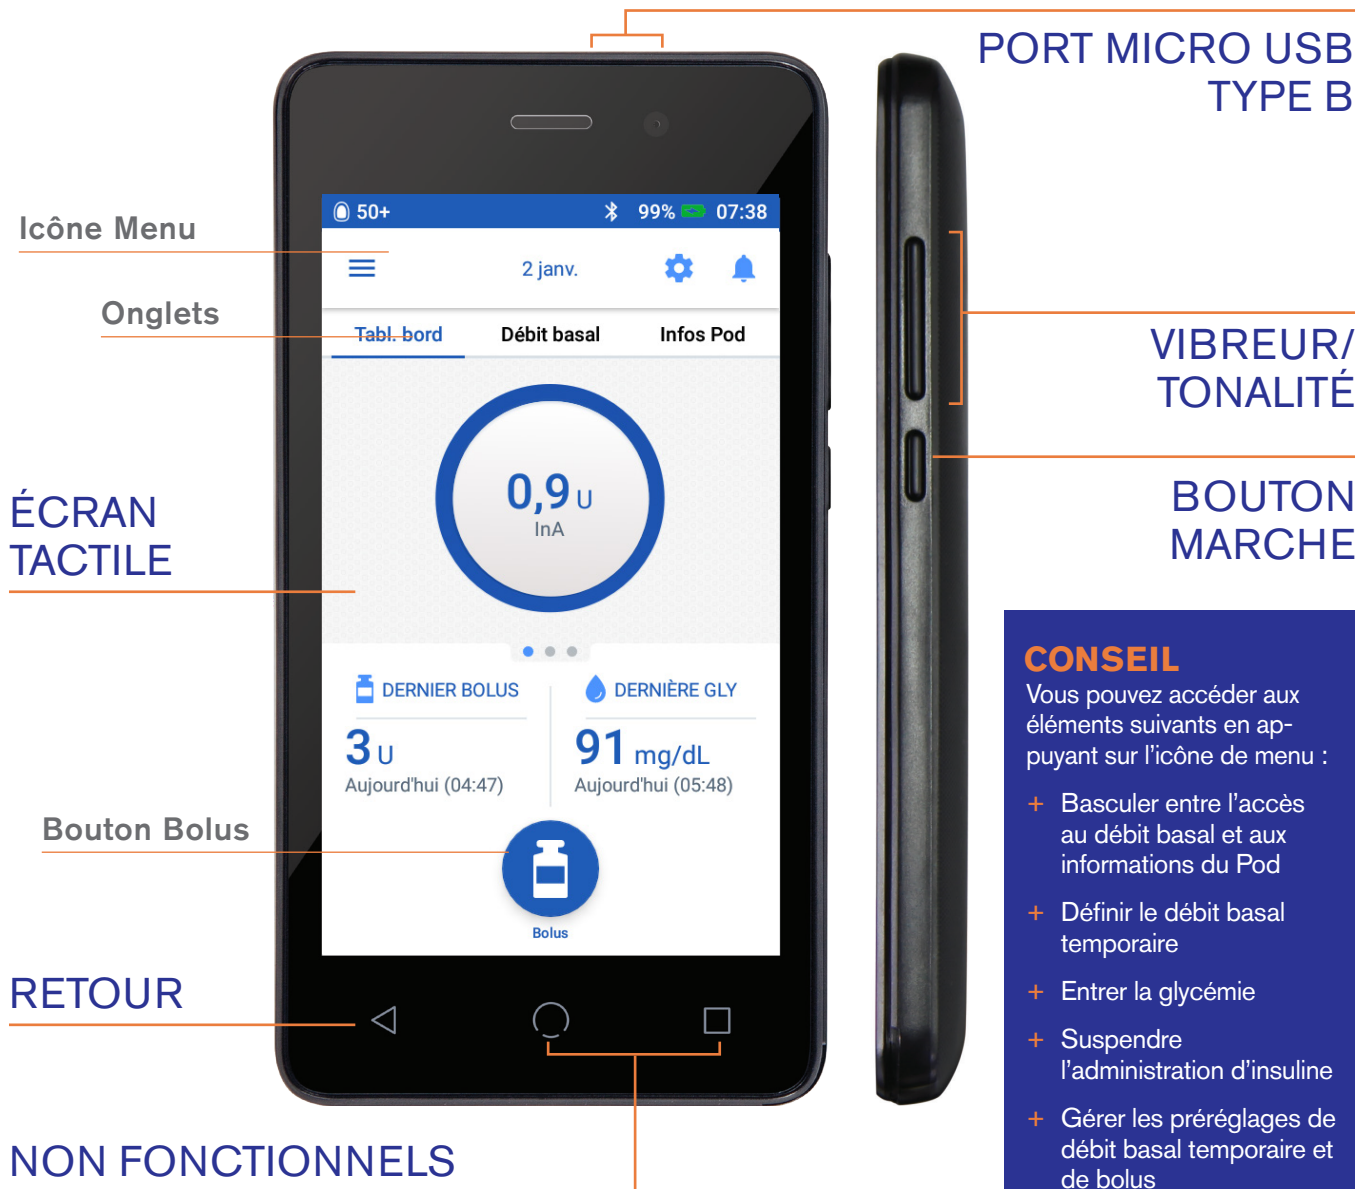 PORT MICRO USB
TYPE B
50+
99%
07:38
Icône Menu
2 janv.
Onglets
Tabl. bord
Débit basal
Infos Pod
VIBREUR/
TONALITÉ
0,9 U
InA
BOUTON
MARCHE
ÉCRAN
TACTILE
DERNIER BOLUS
3 U
Aujourd'hui (04:47)
DERNIÈRE GLY
91 mg/dL
Aujourd'hui (05:48)
Bouton Bolus
Bolus
RETOUR
NON FONCTIONNELS
CONSEIL
Vous pouvez accéder aux
éléments suivants en ap-
puyant sur l’icône de menu :
+ Basculer entre l’accès
au débit basal et aux
informations du Pod
+ Définir le débit basal
temporaire
+ Entrer la glycémie
+ Suspendre
l’administration d’insuline
+ Gérer les préréglages de
débit basal temporaire et
de bolus